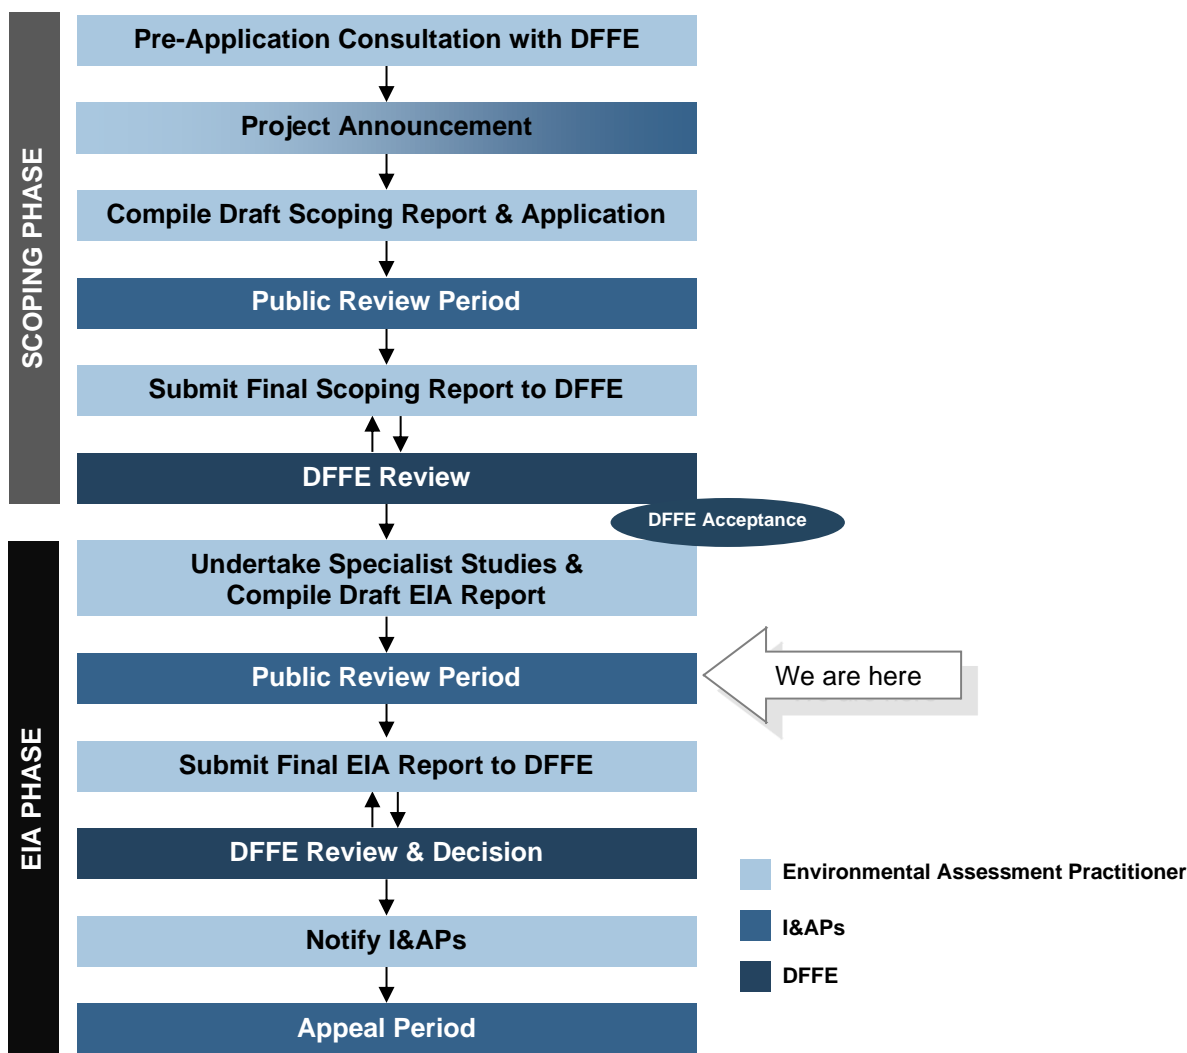 SCOPING PHASE
Pre-Application Consultation with DFFE
Project Announcement
Compile Draft Scoping Report & Application
Public Review Period
Submit Final Scoping Report to DFFE
DFFE Review
DFFE Acceptance
EIA PHASE
Undertake Specialist Studies &
Compile Draft EIA Report
Public Review Period
We are here
Submit Final EIA Report to DFFE
DFFE Review & Decision
Notify I&APs
Appeal Period
Environmental Assessment Practitioner
I&APs
DFFE